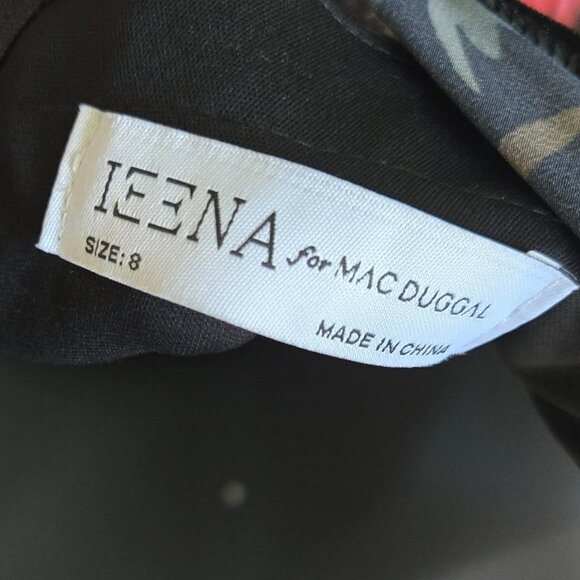 IEENA for MAC DUGGAL
SIZE: 8
MADE IN CHINA